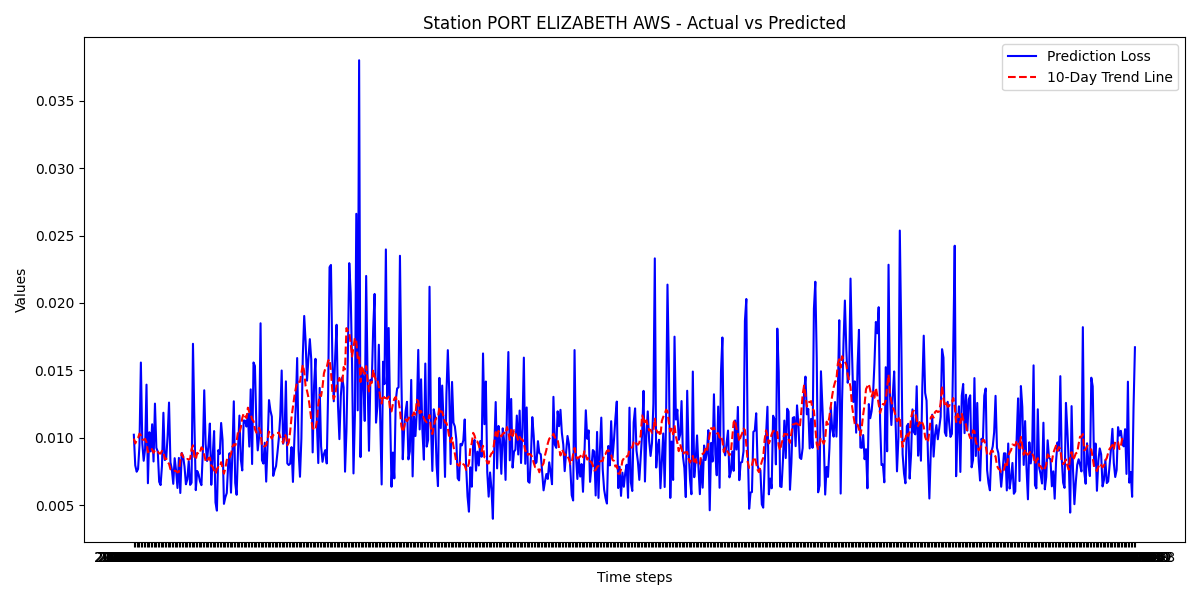 Station PORT ELIZABETH AWS - Actual vs Predicted
Prediction Loss
10-Day Trend Line
0.035
0.030
0.025
0.020
0.015
0.010
0.005
Values
Time steps